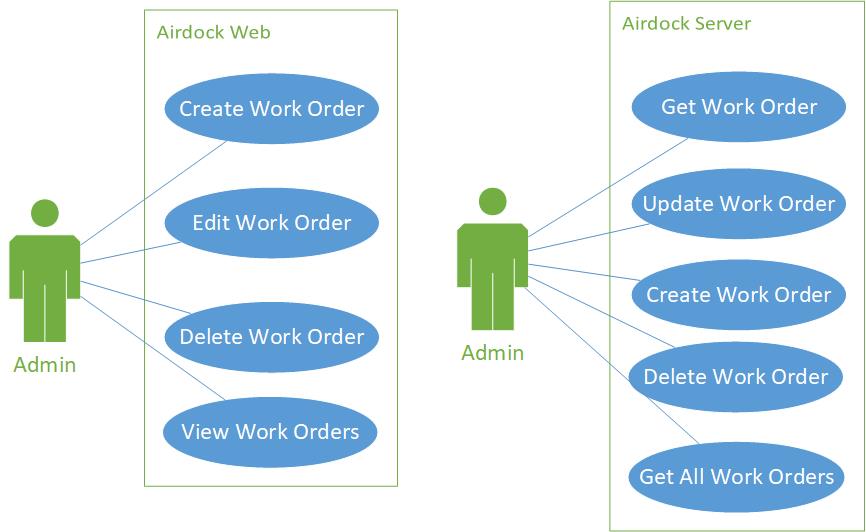 Airdock Web
Create Work Order
Edit Work Order
Delete Work Order
View Work Orders
Admin
Airdock Server
Get Work Order
Update Work Order
Create Work Order
Delete Work Order
Get All Work Orders
Admin